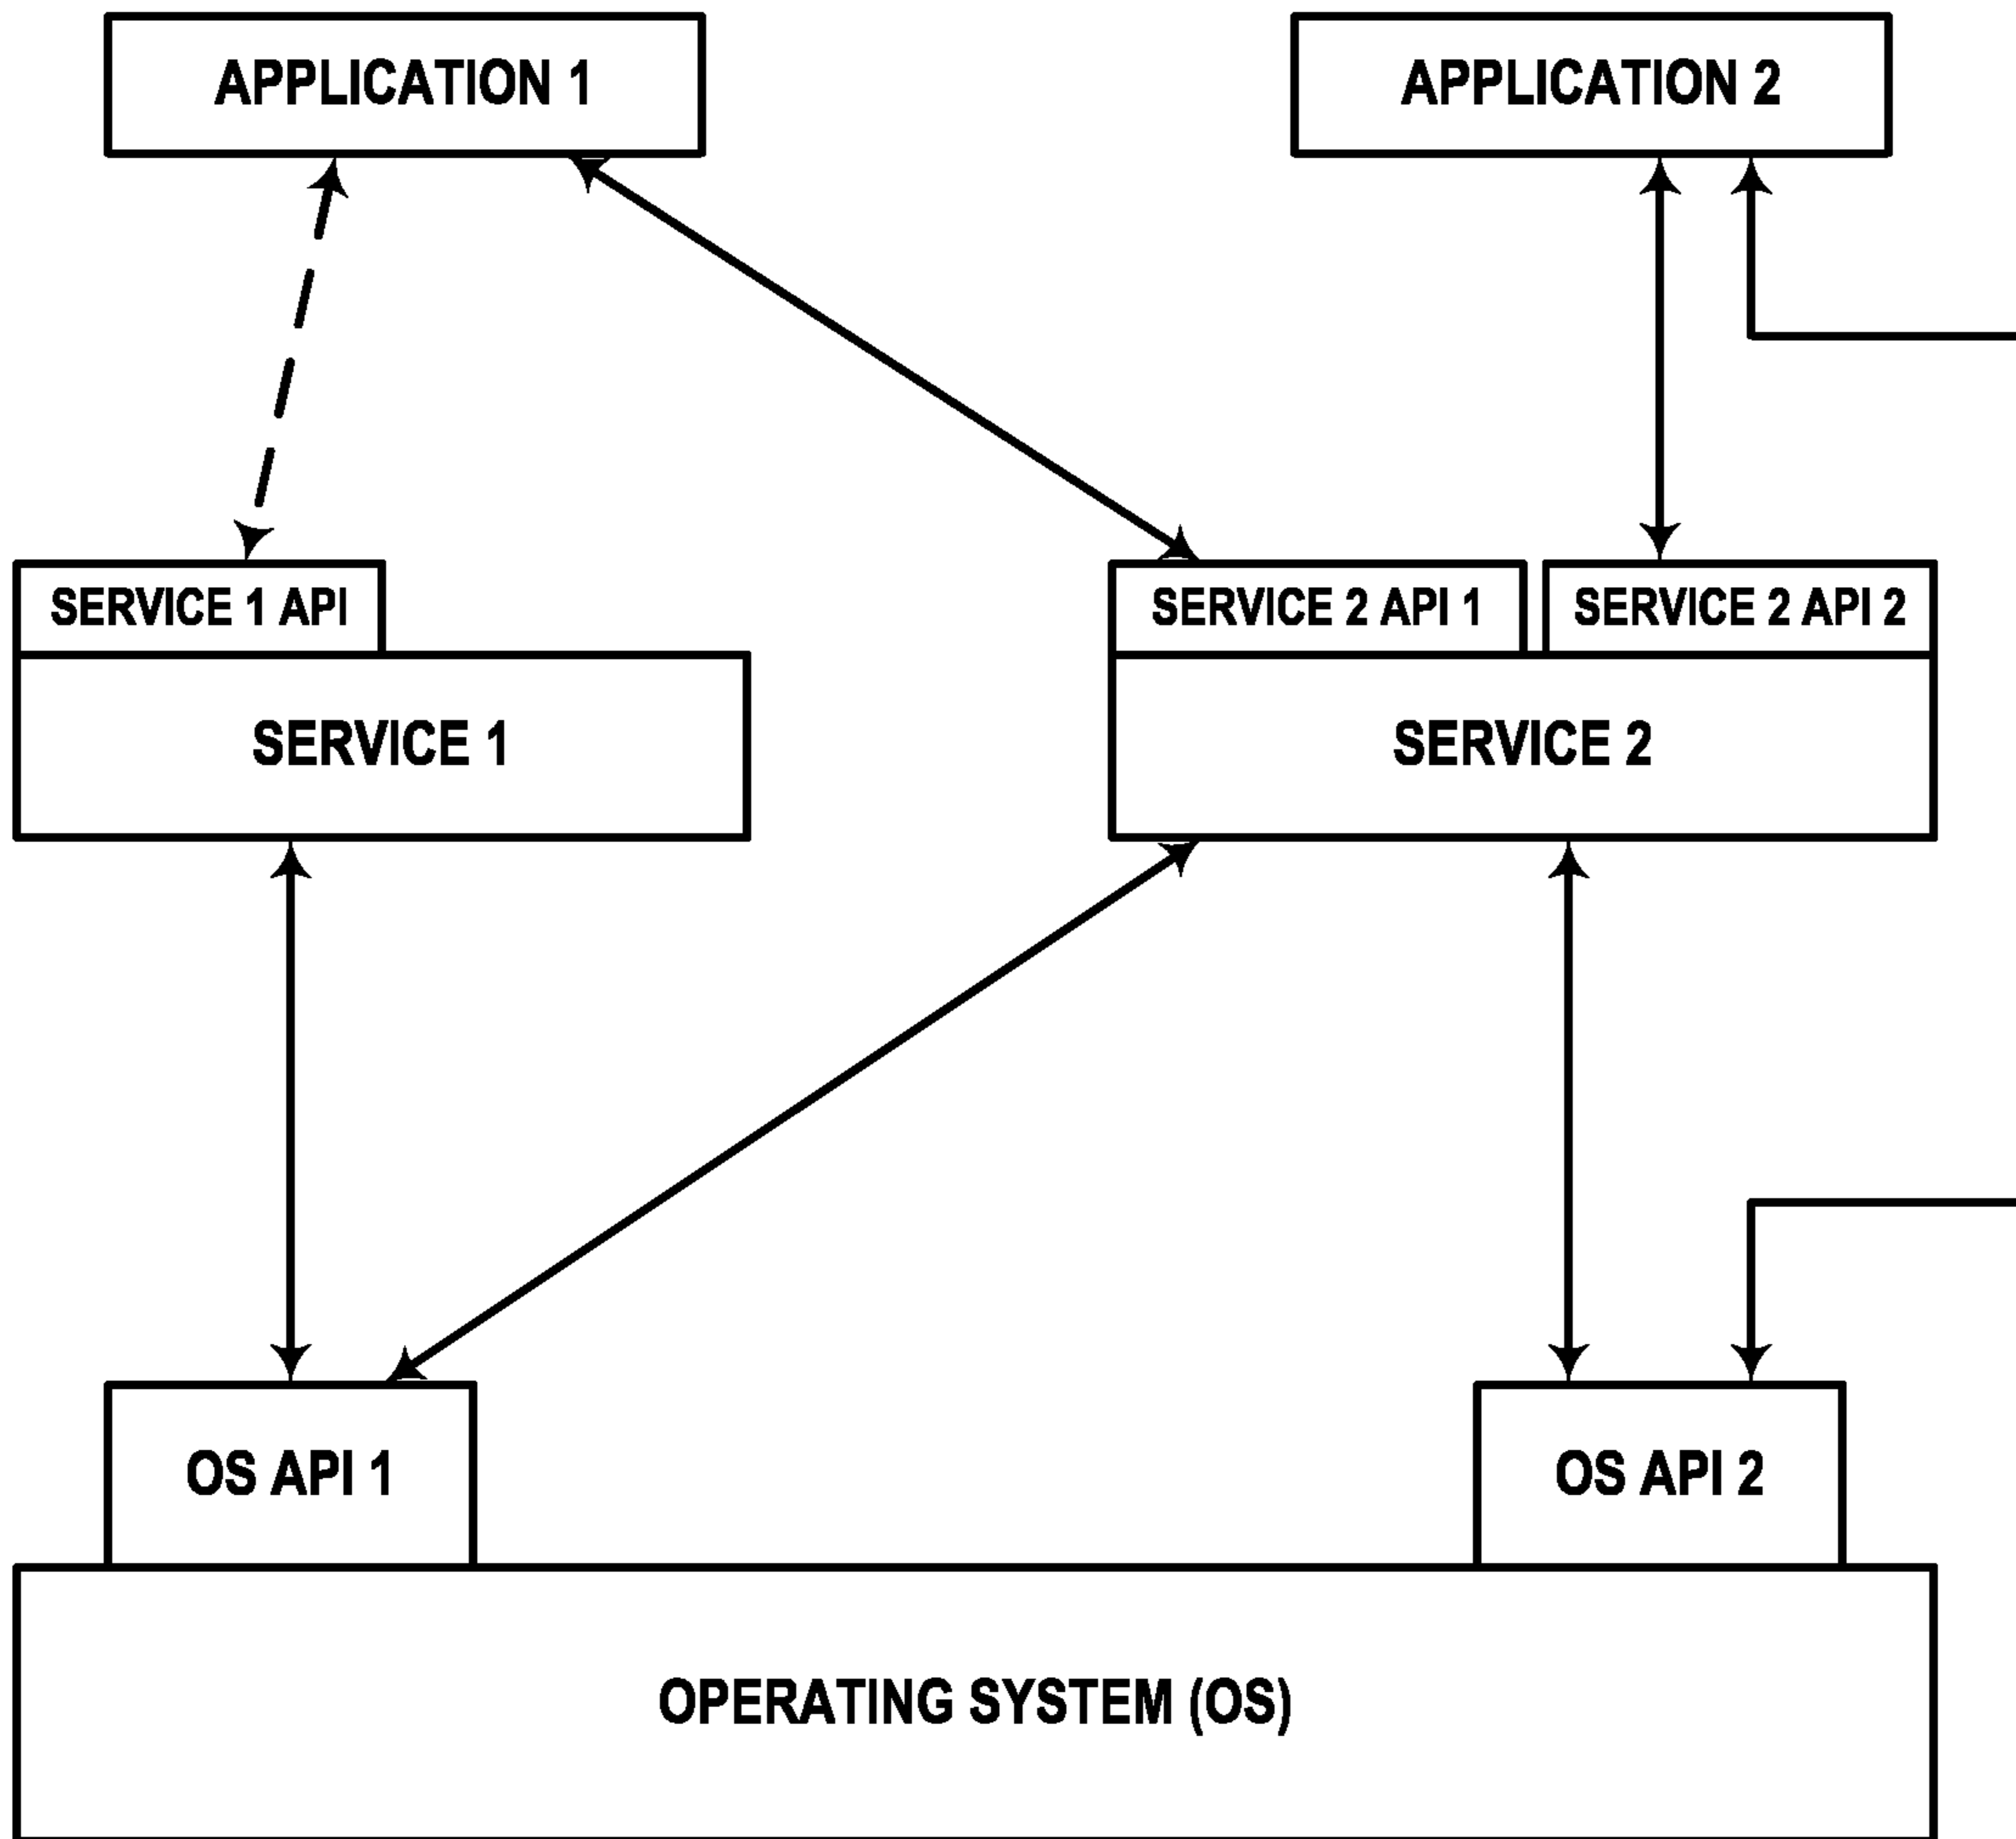 APPLICATION 1
APPLICATION 2
SERVICE 1 API
SERVICE 2 API 1
SERVICE 2 API 2
SERVICE 1
SERVICE 2
OS API 1
OS API 2
OPERATING SYSTEM (OS)